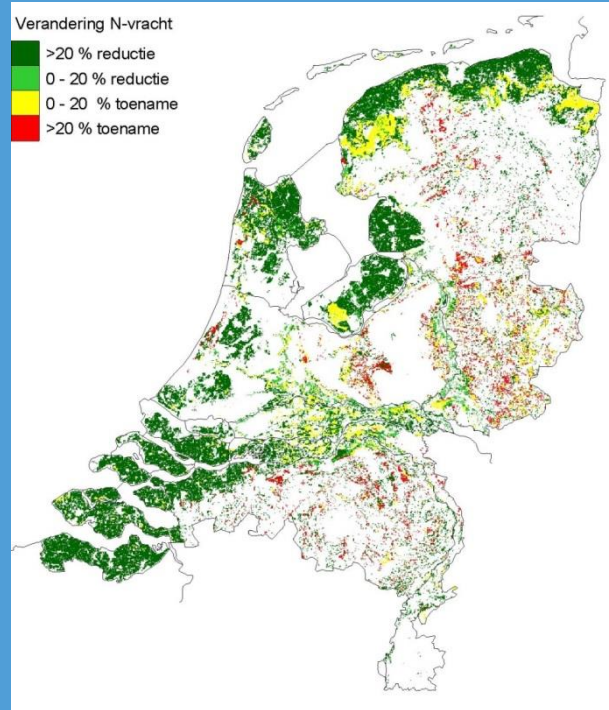 Verandering N-vracht
>20 % reductie
0 - 20 % reductie
0 - 20 % toename
>20 % toename